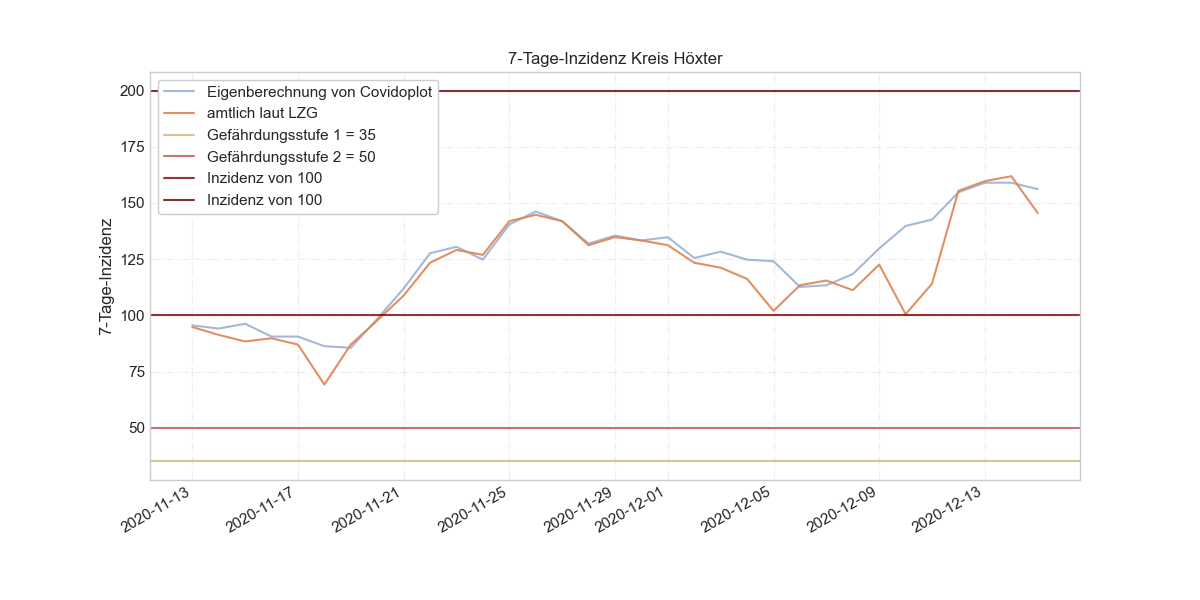 7-Tage-Inzidenz Kreis Höxter
Eigenberechnung von Covidoplot
amtlich laut LZG
Gefährdungsstufe 1 = 35
Gefährdungsstufe 2 = 50
Inzidenz von 100
Inzidenz von 100
7-Tage-Inzidenz
200
175
150
125
100
75
50
2020-11-13
2020-11-17
2020-11-21
2020-11-25
2020-11-29
2020-12-01
2020-12-05
2020-12-09
2020-12-13